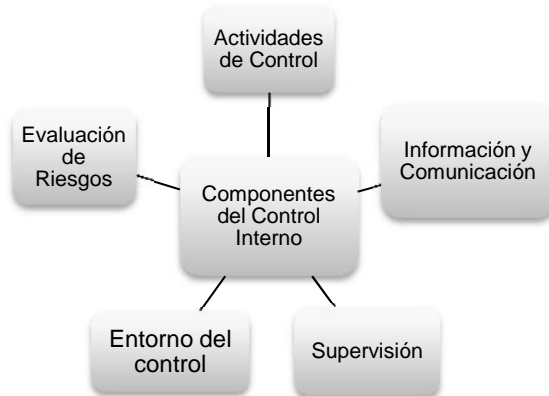 Actividades
de Control
Evaluación
de
Riesgos
Información y
Comunicación
Componentes
del Control
Interno
Entorno del
control
Supervisión